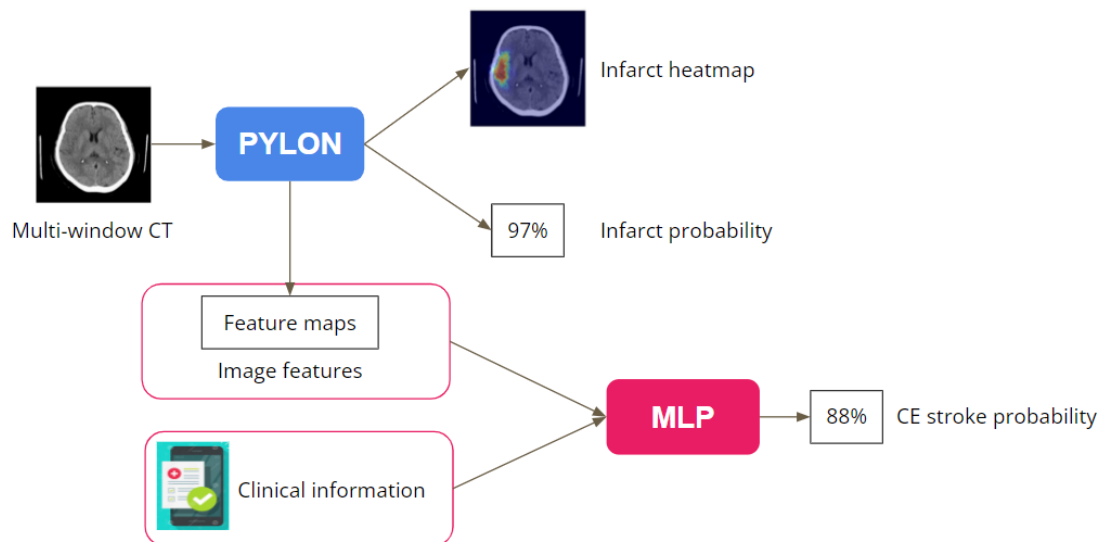 Infarct heatmap
PYLON
Multi-window CT
97%
Infarct probability
Feature maps
Image features
MLP
88%
CE stroke probability
Clinical information